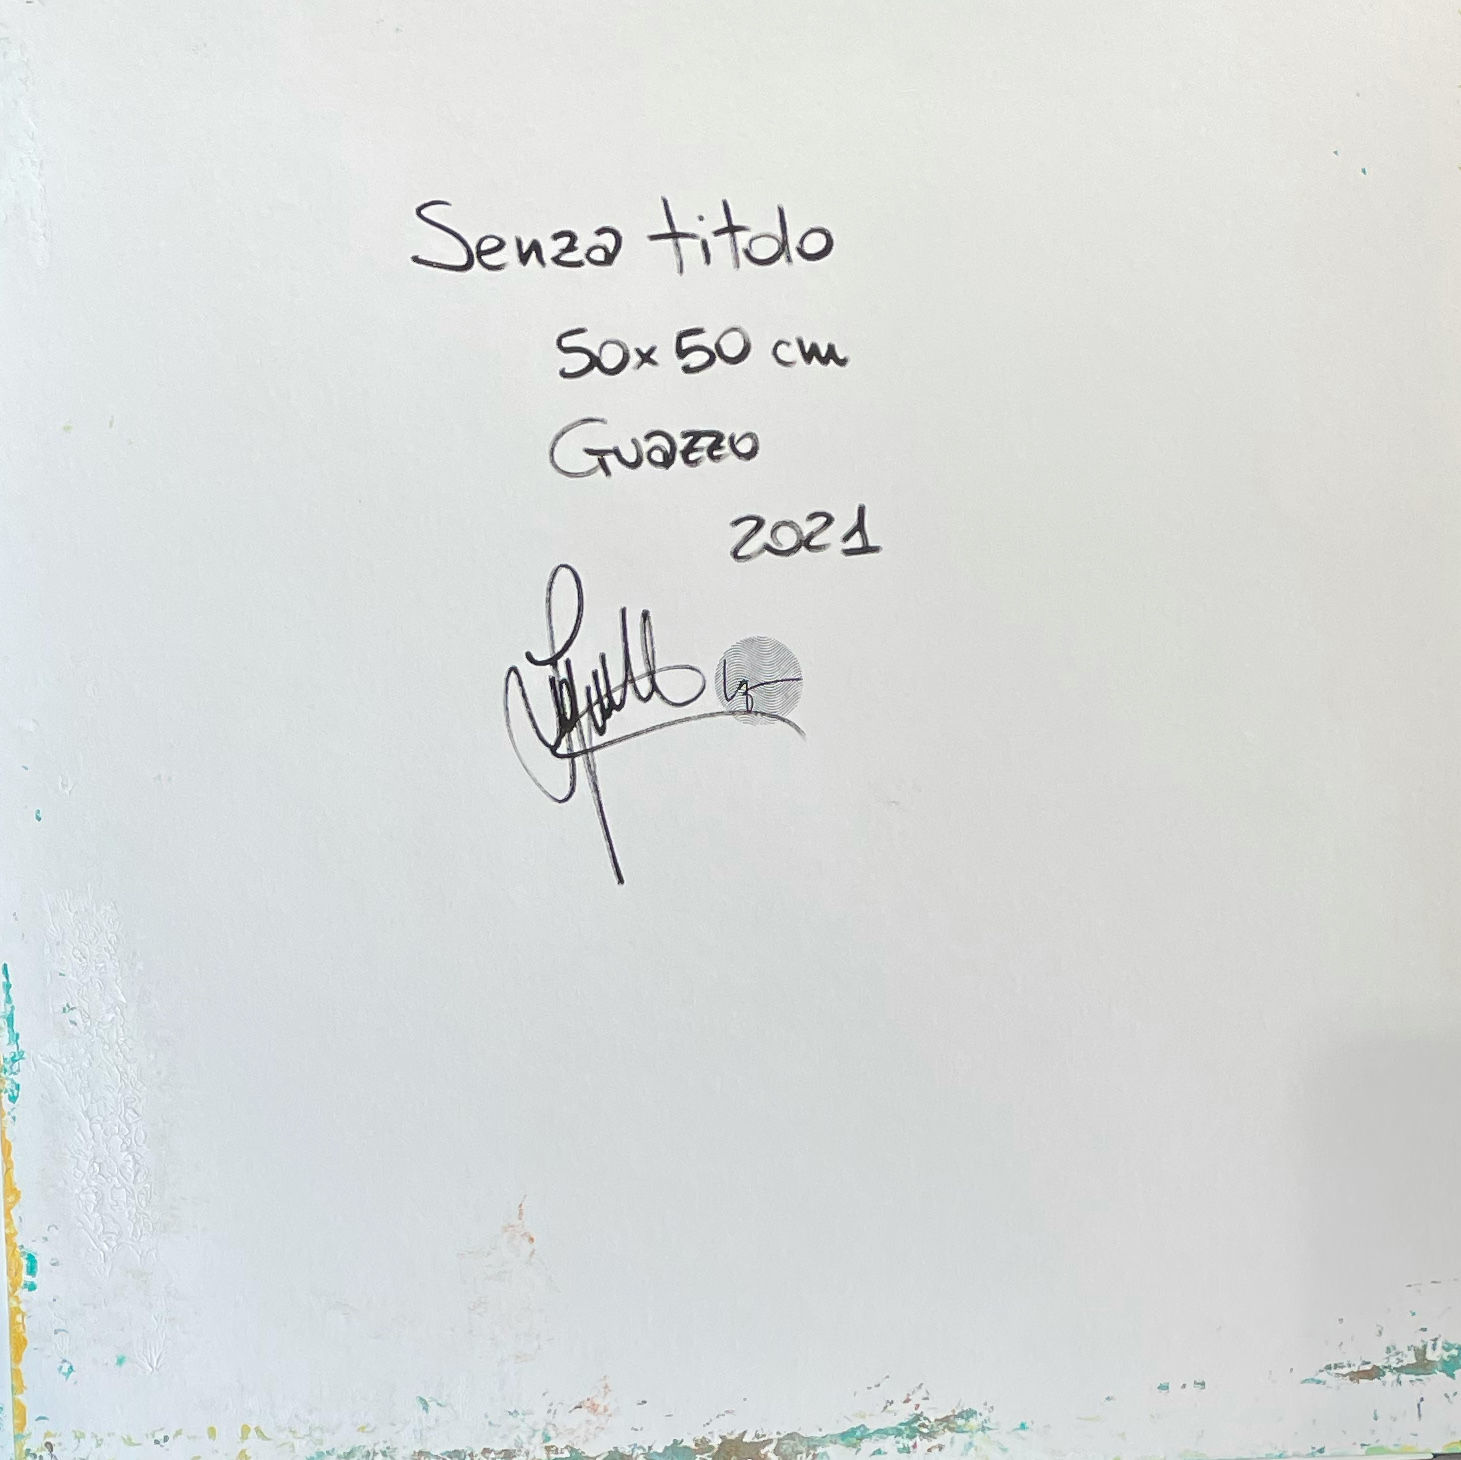 Senza titolo
50x50 cm
Guazzo
2021